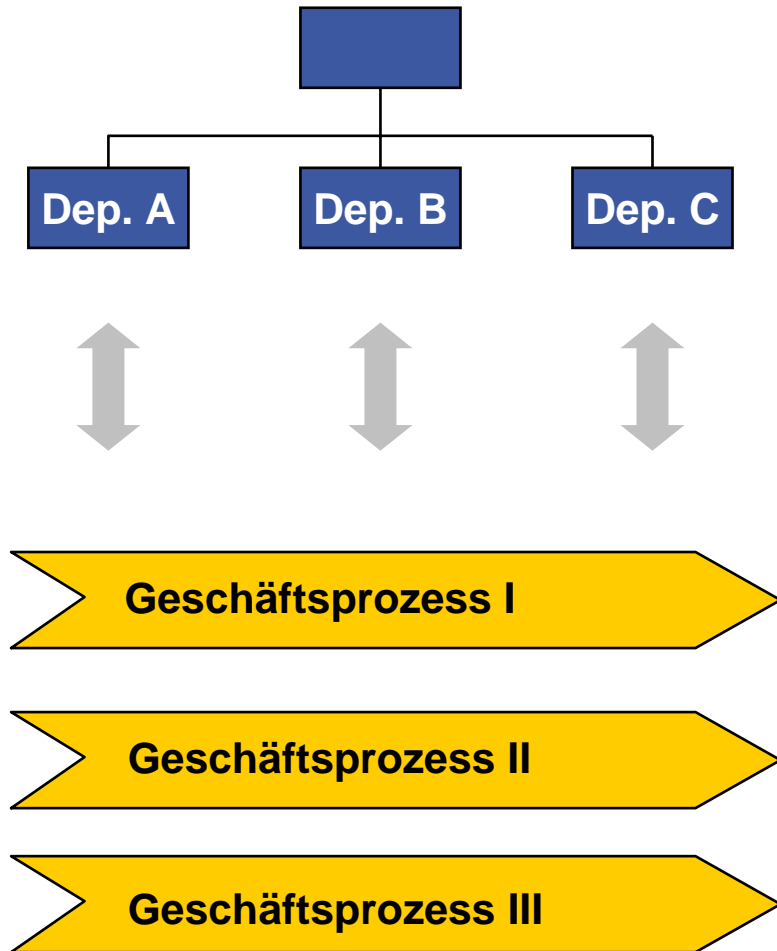 Dep. A
Dep. B
Dep. C
Geschäftsprozess I
Geschäftsprozess II
Geschäftsprozess III